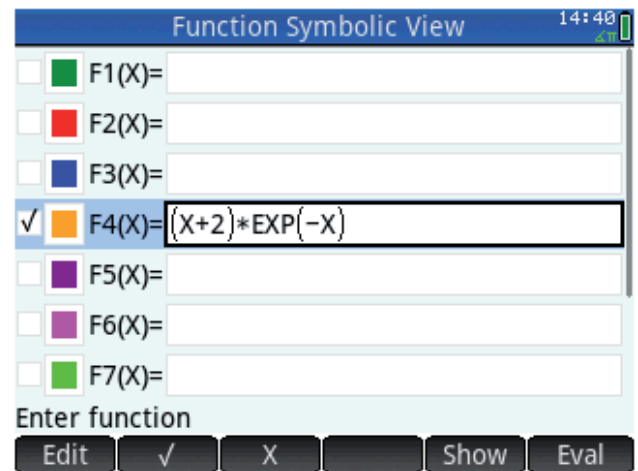 Function Symbolic View 14:40
∡π
F1(X)=
F2(X)=
F3(X)=
√ F4(X)=(X+2)*EXP(−X)
F5(X)=
F6(X)=
F7(X)=
Enter function
Edit √ X Show Eval